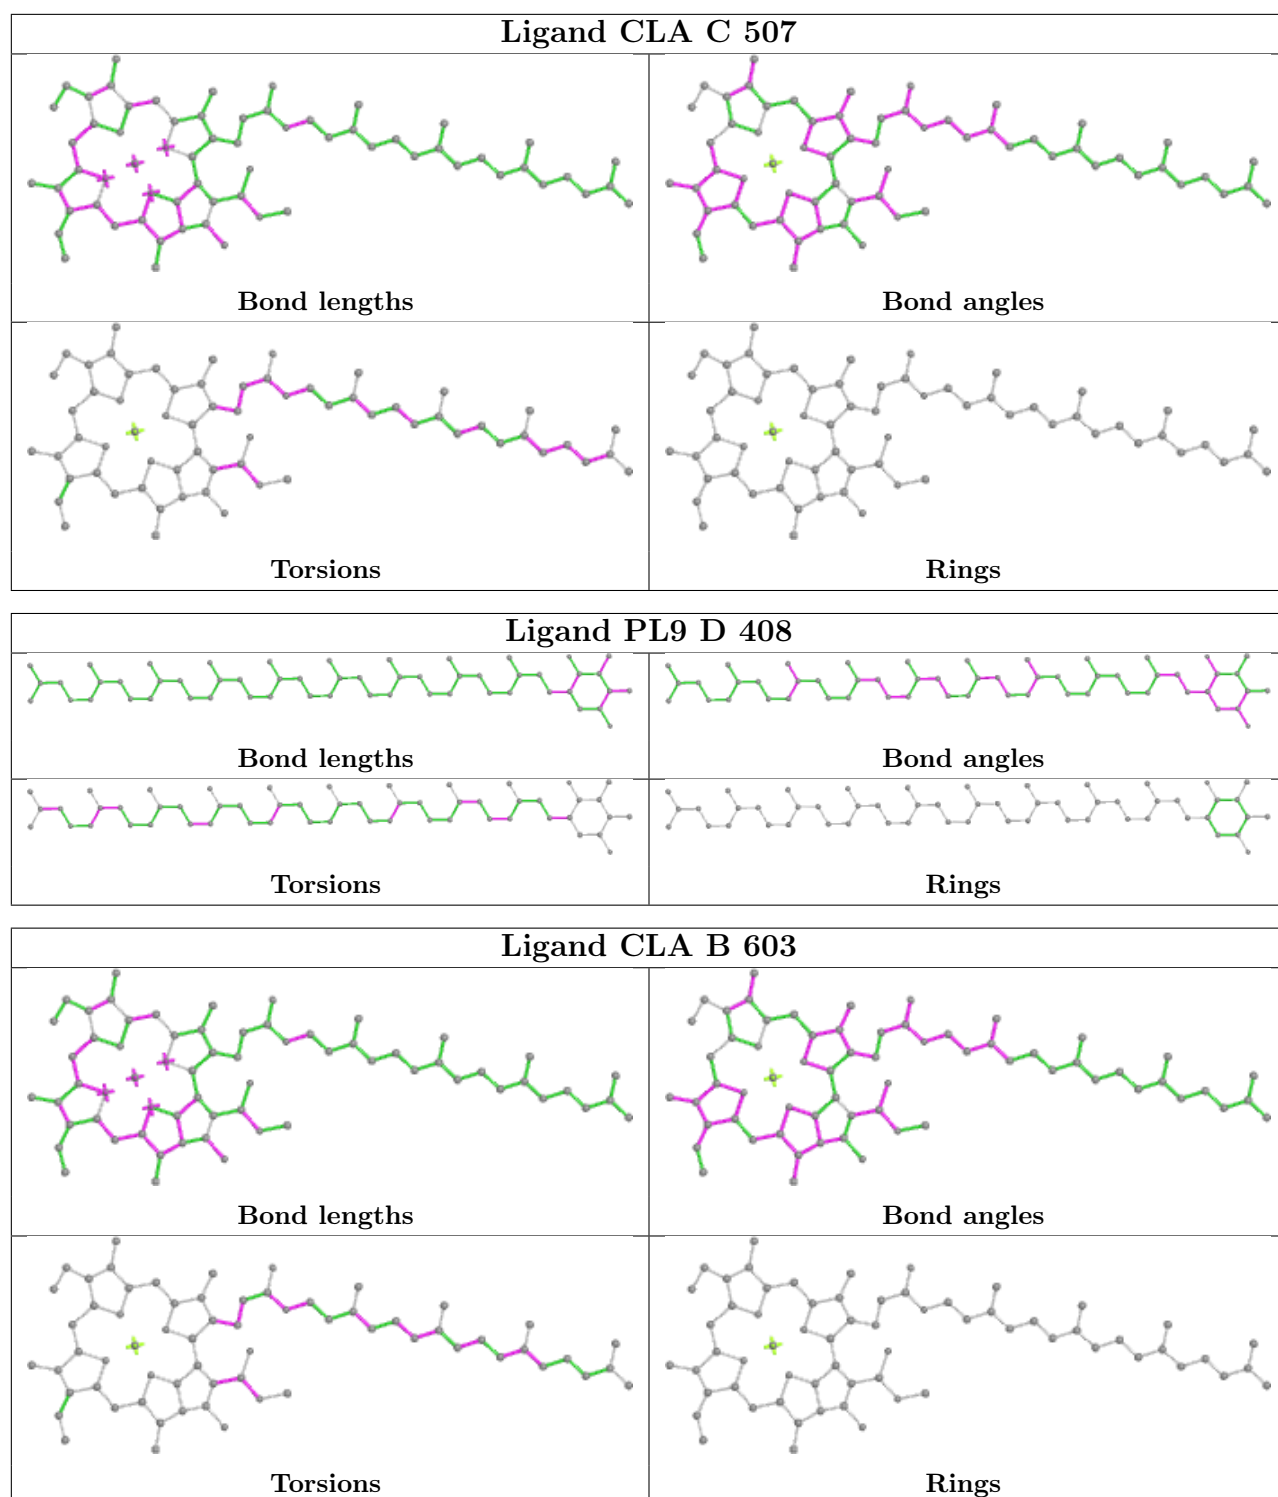 Ligand CLA C 507
Bond lengths
Bond angles
Torsions
Rings
Ligand PL9 D 408
Bond lengths
Bond angles
Torsions
Rings
Ligand CLA B 603
Bond lengths
Bond angles
Torsions
Rings